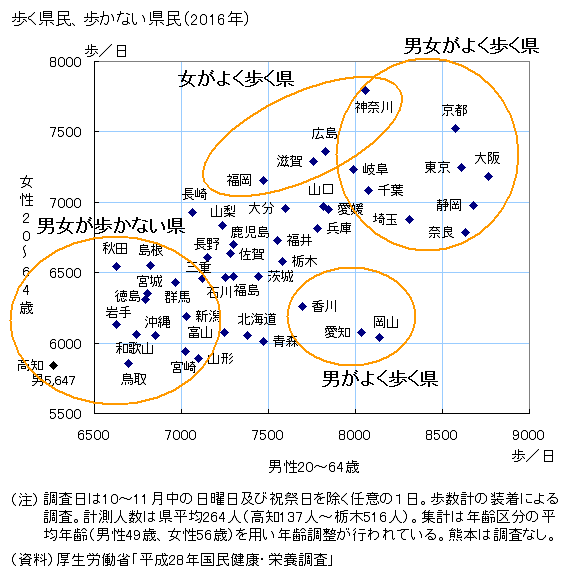 歩く県民、歩かない県民(2016年)
歩／日
男女がよく歩く県
8000
女がよく歩く県
神奈川
京都
7500
広島
滋賀
岐阜
東京
大阪
福岡
山口
千葉
長崎
7000
山梨
大分
愛媛
静岡
埼玉
兵庫
奈良
女性20～64歳
男女が歩かない県
鹿児島
福井
秋田
島根
長野
佐賀
栃木
6500
宮城
三重
茨城
徳島
群馬
石川
福島
岩手
沖縄
新潟
北海道
香川
富山
愛知
岡山
和歌山
青森
6000
高知
宮崎
山形
男がよく歩く県
男5,647
鳥取
5500
6500
7000
7500
8000
8500
9000
男性20～64歳
歩／日
（注）調査日は10～11月中の日曜日及び祝祭日を除く任意の１日。歩数計の装着による
調査。計測人数は県平均264人（高知137人～栃木516人）。集計は年齢区分の平
均年齢（男性49歳、女性56歳）を用い年齢調整が行われている。熊本は調査なし。
（資料）厚生労働省「平成28年国民健康・栄養調査」